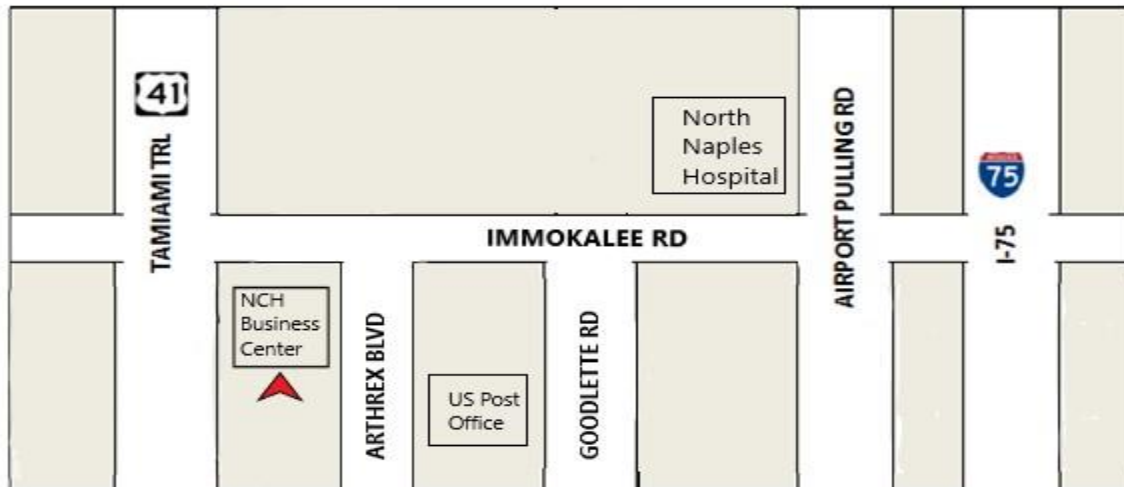 41
TAMIAMI TRL
North
Naples
Hospital
AIRPORT PULLING RD
75
I-75
IMMOKALEE RD
NCH
Business
Center
ARTHREX BLVD
US Post
Office
GOODLETTE RD